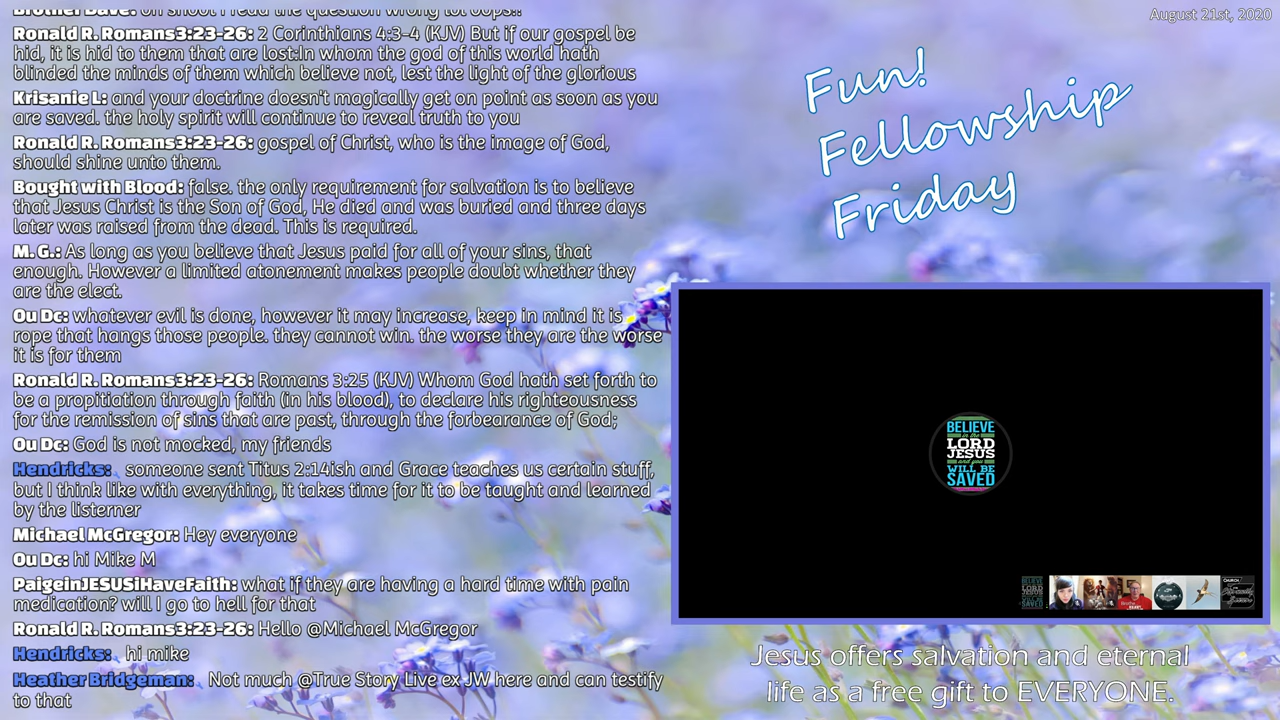 Brother Dave: oh shoot I read the question wrong lol oops!!
Ronald R. Romans3:23-26: 2 Corinthians 4:3-4 (KJV) But if our gospel be
hid, it is hid to them that are lost:In whom the god of this world hath
blinded the minds of them which believe not, lest the light of the glorious
Krisanie L: and your doctrine doesn't magically get on point as soon as you
are saved. the holy spirit will continue to reveal truth to you
Ronald R. Romans3:23-26: gospel of Christ, who is the image of God,
should shine unto them.
Bought with Blood: false. the only requirement for salvation is to believe
that Jesus Christ is the Son of God, He died and was buried and three days
later was raised from the dead. This is required.
M. G.: As long as you believe that Jesus paid for all of your sins, that
enough. However a limited atonement makes people doubt whether they
are the elect.
Ou Dc: whatever evil is done, however it may increase, keep in mind it is
rope that hangs those people. they cannot win. the worse they are the worse
it is for them
Ronald R. Romans3:23-26: Romans 3:25 (KJV) Whom God hath set forth to
be a propitiation through faith (in his blood), to declare his righteousness
for the remission of sins that are past, through the forbearance of God;
Ou Dc: God is not mocked, my friends
Hendricks: someone sent Titus 2:14ish and Grace teaches us certain stuff,
but I think like with everything, it takes time for it to be taught and learned
by the listerner
Michael McGregor: Hey everyone
Ou Dc: hi Mike M
PaigeinJESUSiHaveFaith: what if they are having a hard time with pain
medication? will I go to hell for that
Ronald R. Romans3:23-26: Hello @Michael McGregor
Hendricks: hi mike
Heather Bridgeman: Not much @True Story Live ex JW here and can testify
to that
August 21st, 2020
Fun!
Fellowship
Friday
BELIEVE
in the
LORD
JESUS
and you
WILL BE
SAVED
Jesus offers salvation and eternal
life as a free gift to EVERYONE.